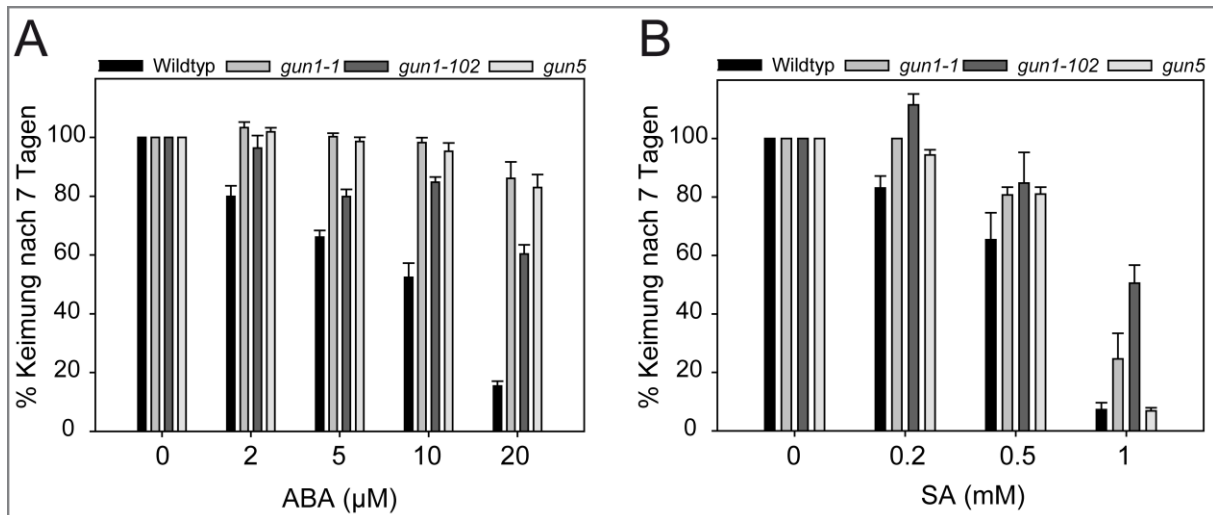 A
Wildtyp gun1-1 gun1-102 gun5
% Keimung nach 7 Tagen
100
80
60
40
20
0
0 2 5 10 20
ABA (µM)
B
Wildtyp gun1-1 gun1-102 gun5
% Keimung nach 7 Tagen
100
80
60
40
20
0
0 0.2 0.5 1
SA (mM)